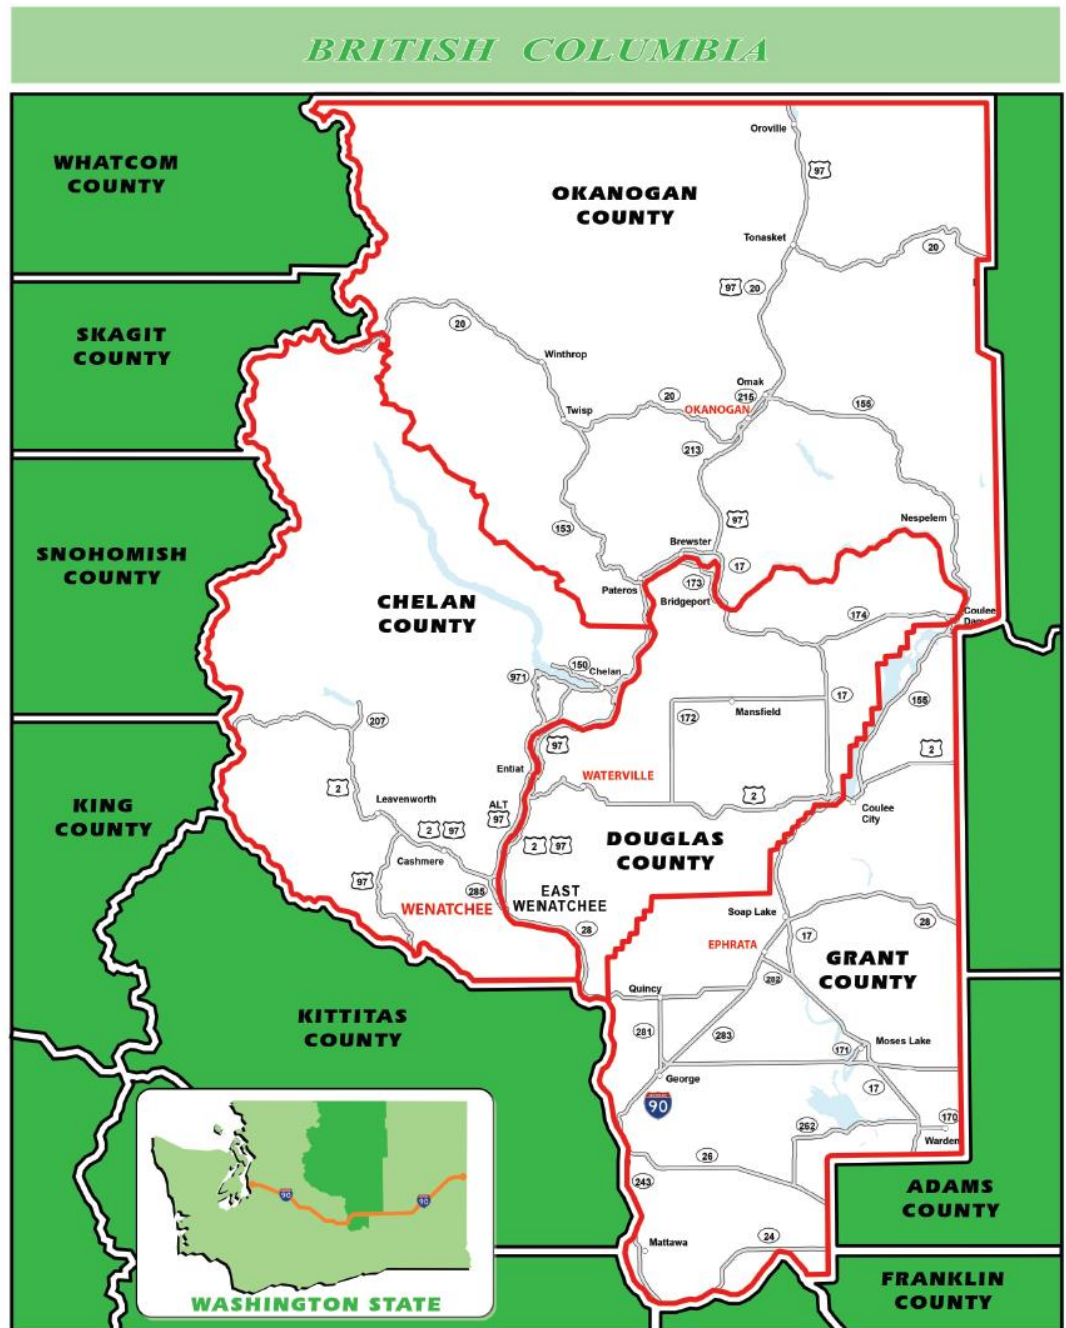 BRITISH COLUMBIA
WHATCOM
COUNTY
OKANOGAN
COUNTY
Oroville
97
Tonasket
20
97
20
SKAGIT
COUNTY
20
Winthrop
Omak
20
215
155
Twisp
OKANOGAN
213
SNOHOMISH
COUNTY
153
97
Nespelem
Brewster
17
173
Pateros
Bridgeport
CHELAN
COUNTY
174
Coulee
Dam
150
Chelan
971
17
155
207
172
Mansfield
97
2
Entiat
WATERVILLE
2
2
KING
COUNTY
Leavenworth
ALT
97
Coulee
City
2
97
2
97
DOUGLAS
COUNTY
Cashmere
97
285
EAST
WENATCHEE
WENATCHEE
28
Soap Lake
28
17
EPHRATA
GRANT
COUNTY
282
Quincy
KITTITAS
COUNTY
281
283
171
Moses Lake
George
17
90
262
170
Warden
26
243
ADAMS
COUNTY
Mattawa
24
FRANKLIN
COUNTY
90
90
WASHINGTON STATE